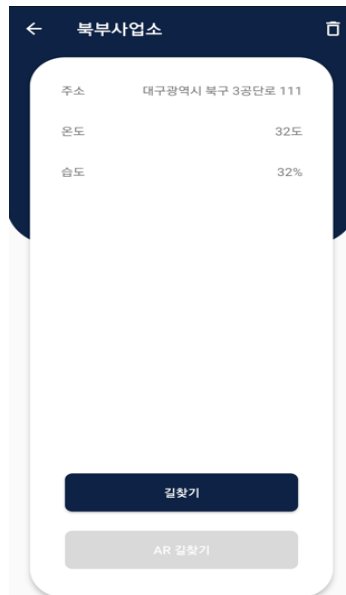 북부사업소
주소 대구광역시 북구 3공단로 111
온도 32도
습도 32%
길찾기
AR 길찾기